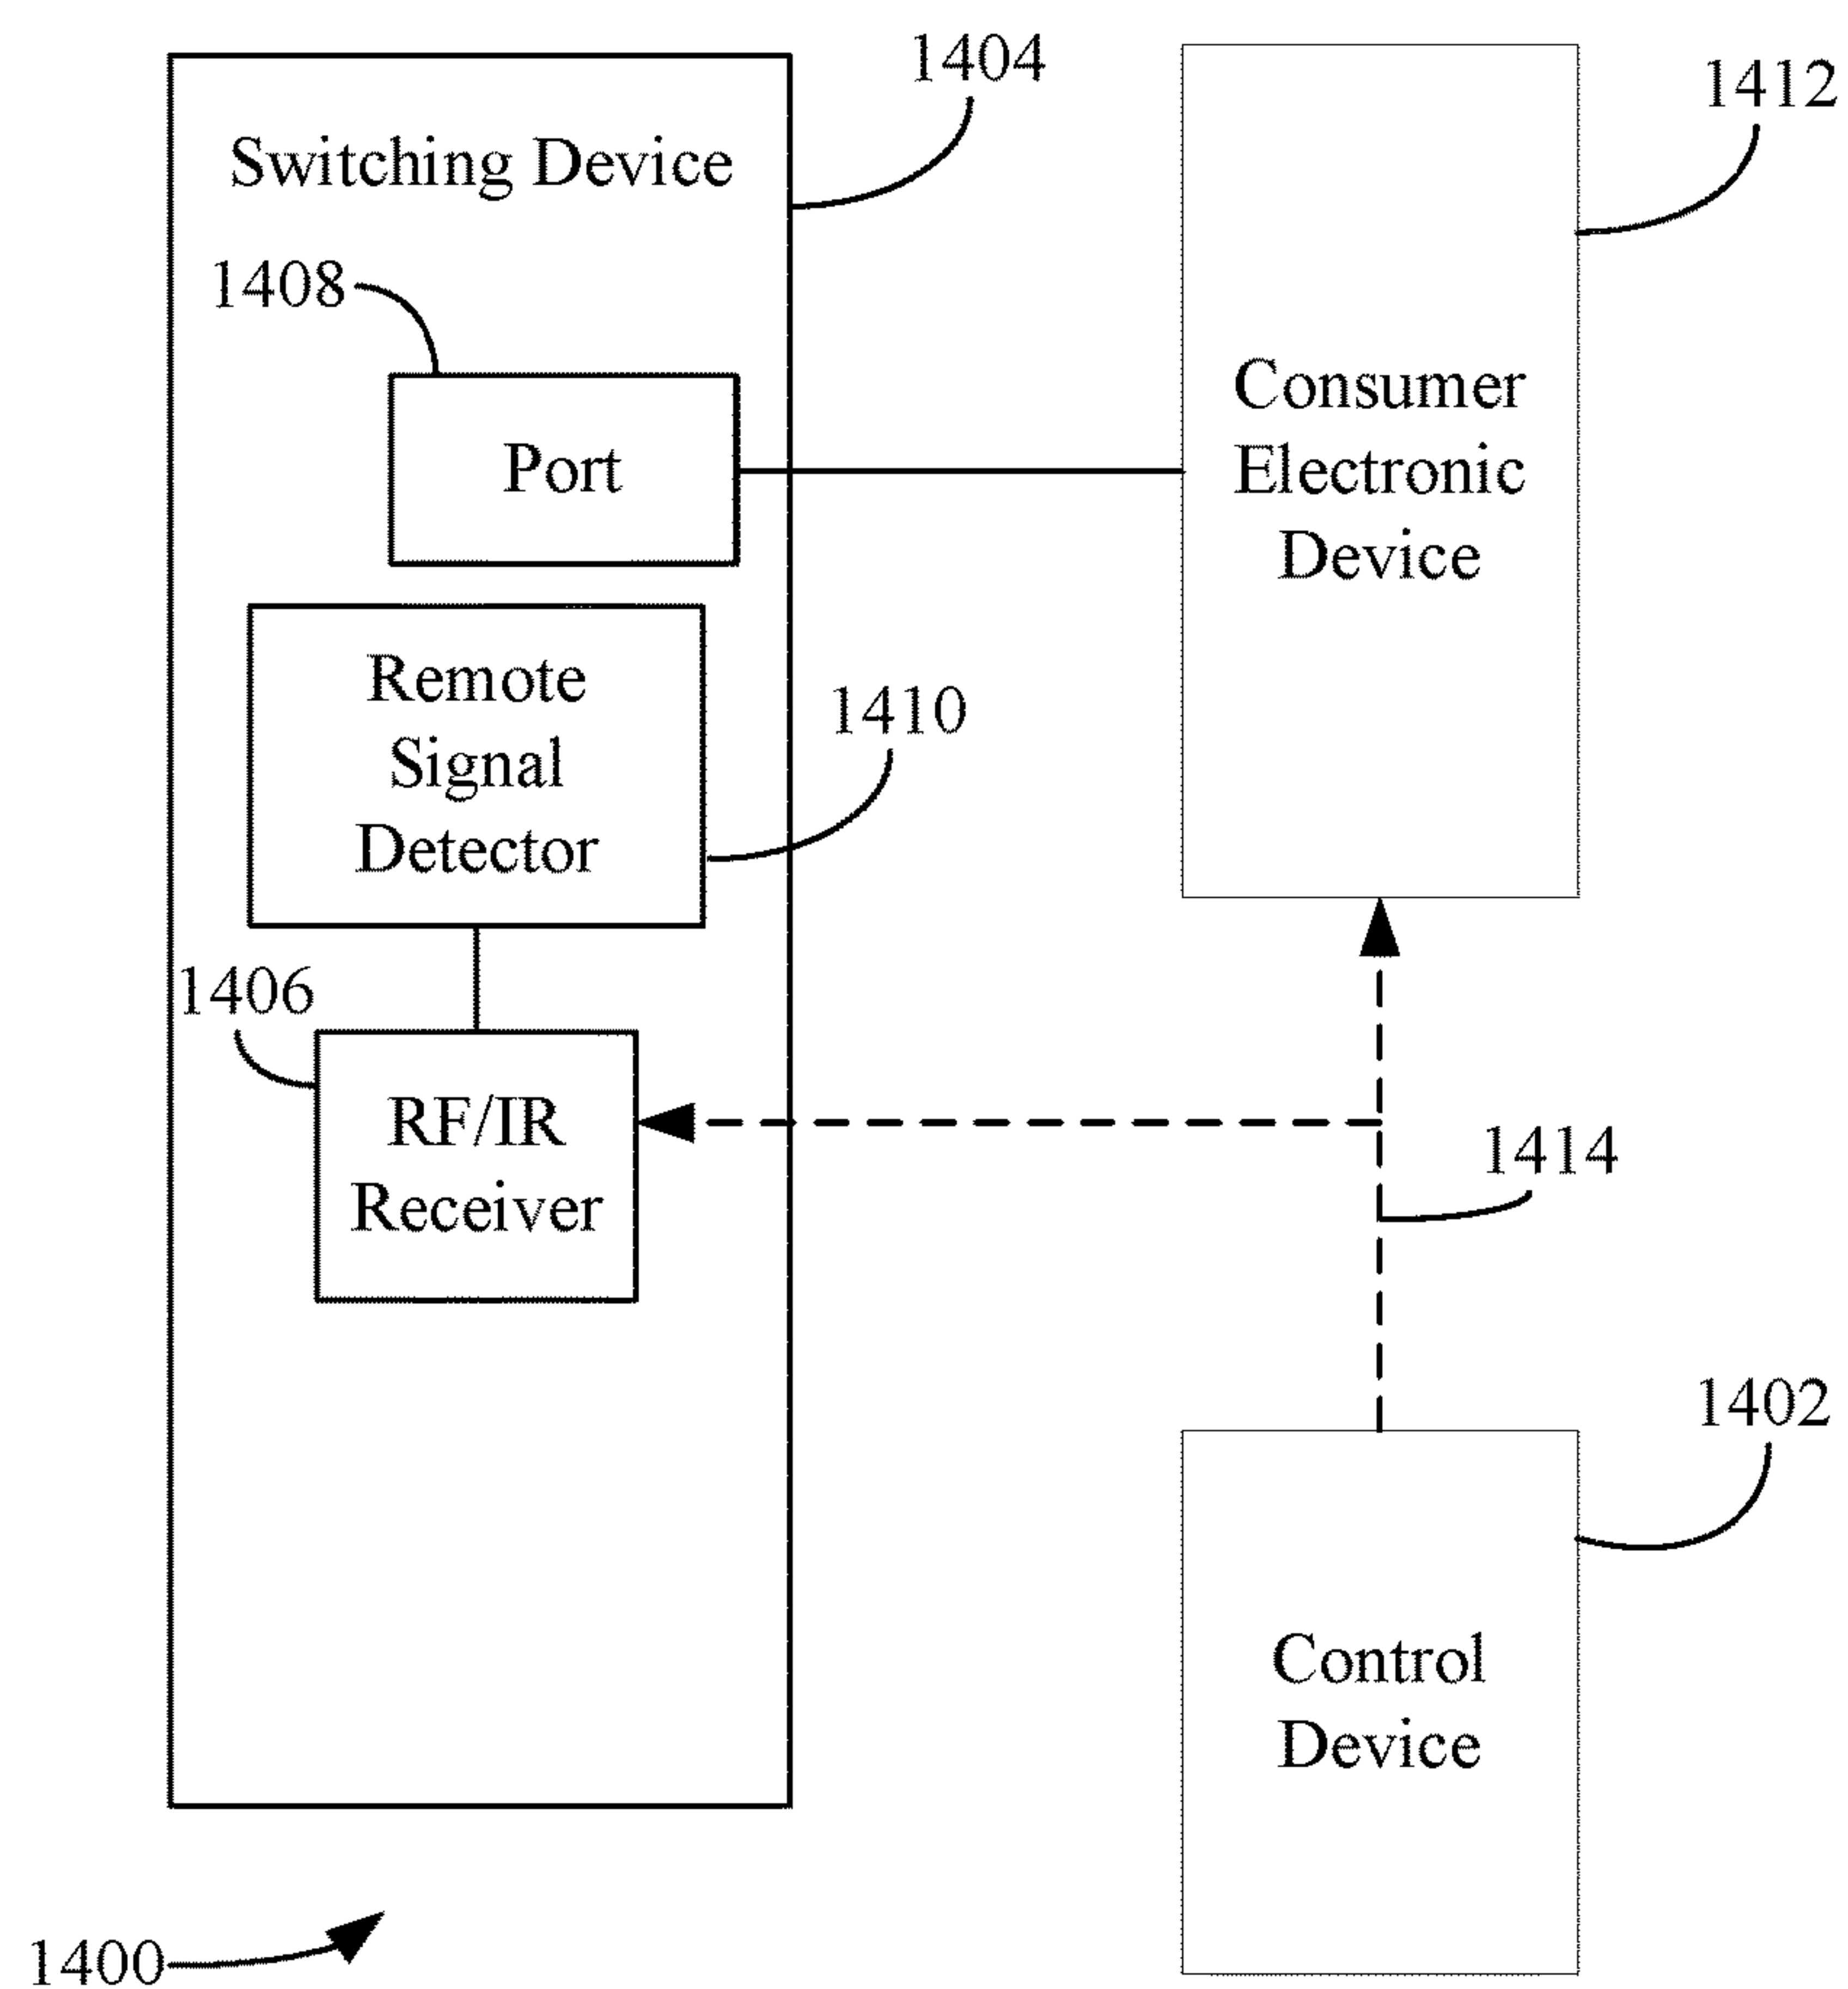 1404
1412
Switching Device
1408
Port
Consumer
Electronic
Device
Remote
Signal
Detector
1410
1406
RF/IR
Receiver
1414
1402
Control
Device
1400